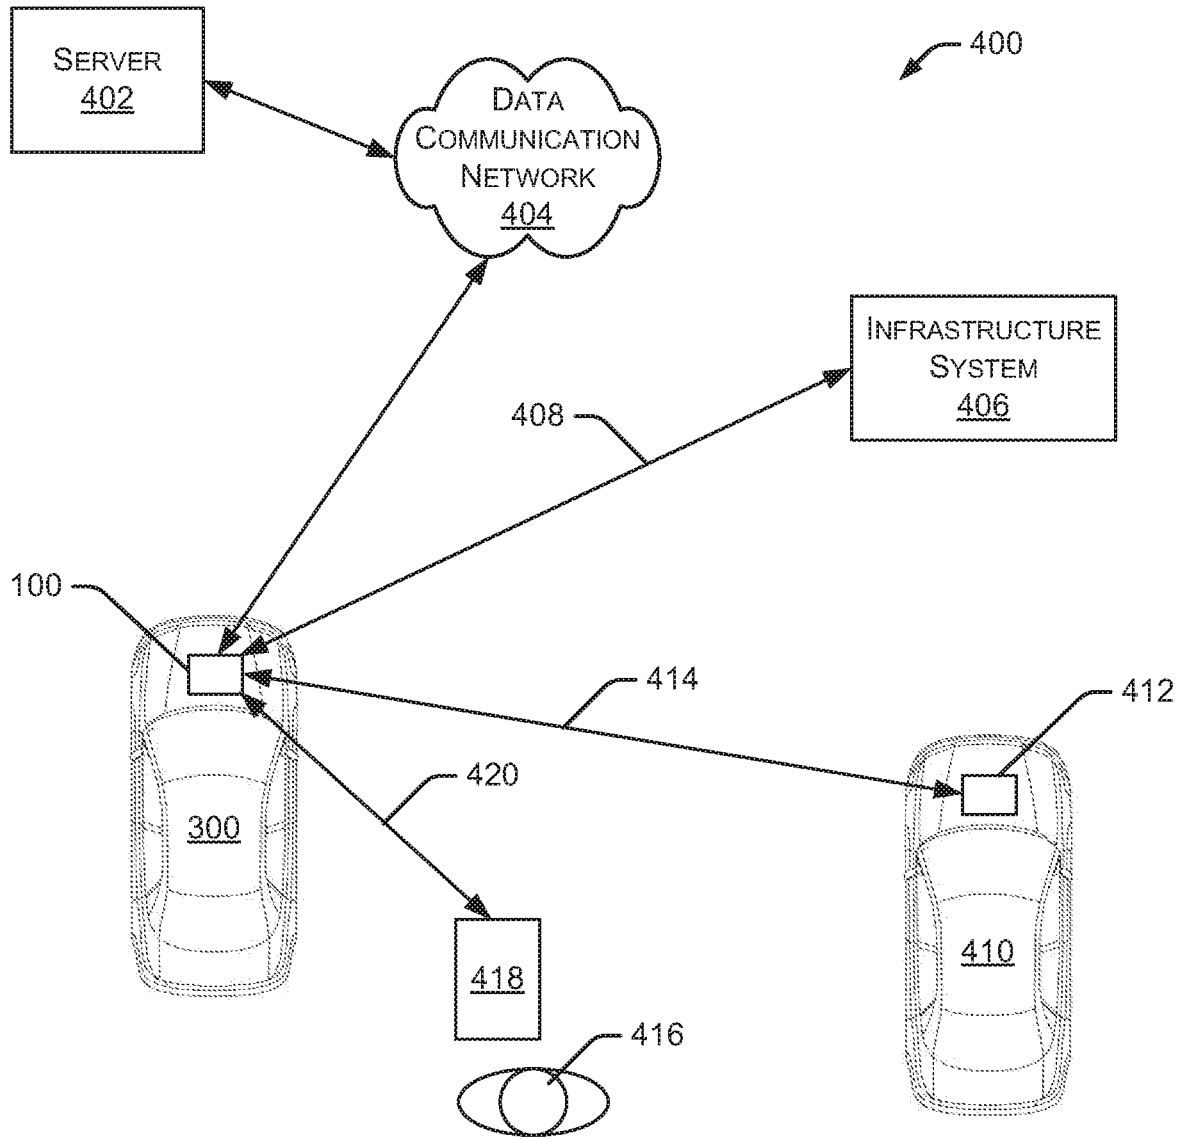 SERVER
402
DATA
COMMUNICATION
NETWORK
404
400
INFRASTRUCTURE
SYSTEM
406
408
100
414
412
420
300
418
410
416